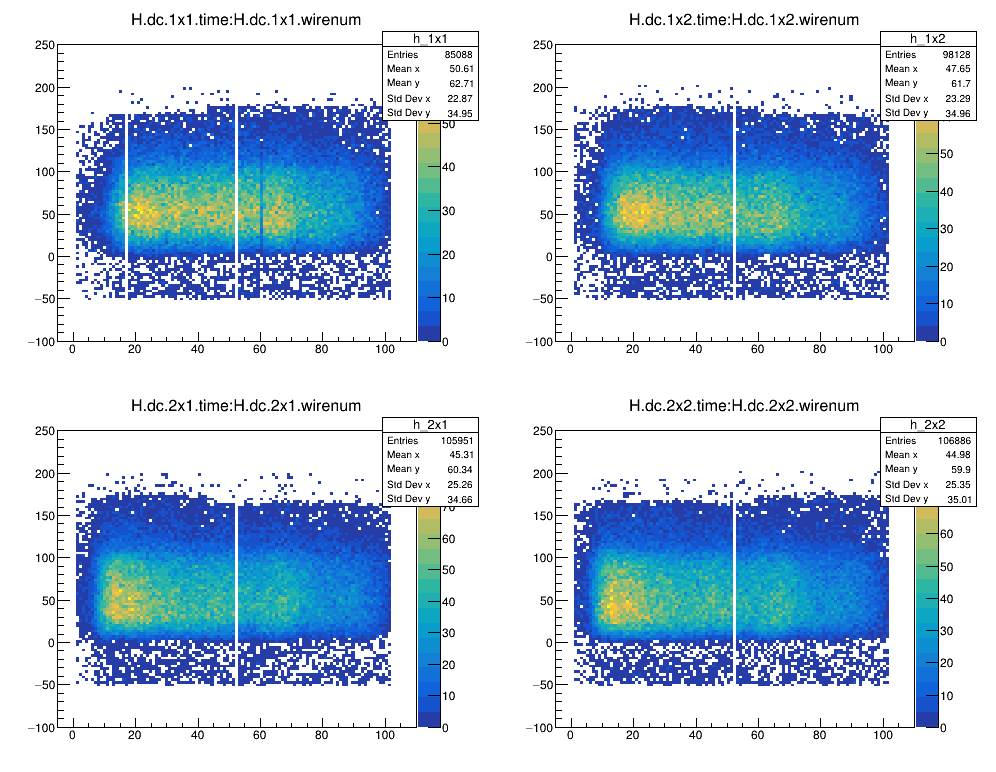 H.dc.1x1.time:H.dc.1x1.wirenum
h_1x1
Entries 85088
Mean x 50.61
Mean y 62.71
Std Dev x 22.87
Std Dev y 34.95
250
200
150
100
50
0
−50
−100
0 20 40 60 80 100
50
40
30
20
10
0
H.dc.1x2.time:H.dc.1x2.wirenum
h_1x2
Entries 98128
Mean x 47.65
Mean y 61.7
Std Dev x 23.29
Std Dev y 34.96
250
200
150
100
50
0
−50
−100
0 20 40 60 80 100
50
40
30
20
10
0
H.dc.2x1.time:H.dc.2x1.wirenum
h_2x1
Entries 105951
Mean x 45.31
Mean y 60.34
Std Dev x 25.26
Std Dev y 34.66
250
200
150
100
50
0
−50
−100
0 20 40 60 80 100
70
60
50
40
30
20
10
0
H.dc.2x2.time:H.dc.2x2.wirenum
h_2x2
Entries 106886
Mean x 44.98
Mean y 59.9
Std Dev x 25.35
Std Dev y 35.01
250
200
150
100
50
0
−50
−100
0 20 40 60 80 100
60
50
40
30
20
10
0